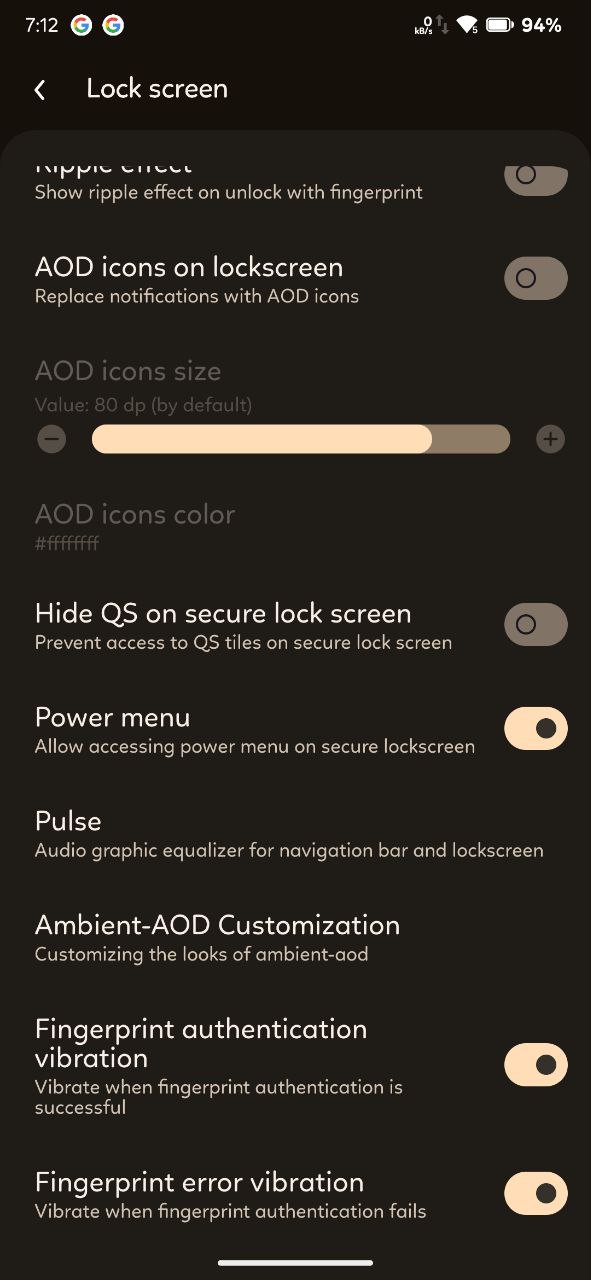 7:12 G G 0 kB/s 5 94%
Lock screen
Ripple effect
Show ripple effect on unlock with fingerprint
AOD icons on lockscreen
Replace notifications with AOD icons
AOD icons size
Value: 80 dp (by default)
AOD icons color
#ffffffff
Hide QS on secure lock screen
Prevent access to QS tiles on secure lock screen
Power menu
Allow accessing power menu on secure lockscreen
Pulse
Audio graphic equalizer for navigation bar and lockscreen
Ambient-AOD Customization
Customizing the looks of ambient-aod
Fingerprint authentication
vibration
Vibrate when fingerprint authentication is
successful
Fingerprint error vibration
Vibrate when fingerprint authentication fails